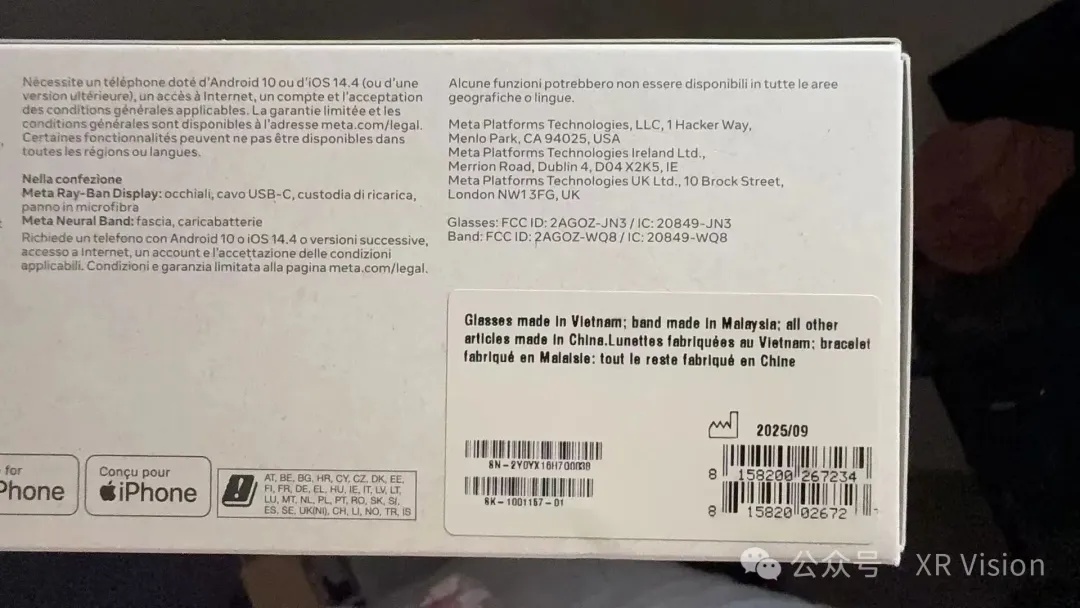 Nécessite un téléphone doté d'Android 10 ou d'iOS 14.4 (ou d'une
version ultérieure), un accès à Internet, un compte et l'acceptation
des conditions générales applicables. La garantie limitée et les
conditions générales sont disponibles à l'adresse meta.com/legal.
Certaines fonctionnalités peuvent ne pas être disponibles dans
toutes les régions ou langues.
Nella confezione
Meta Ray-Ban Display: occhiali, cavo USB-C, custodia di ricarica,
panno in microfibra
Meta Neural Band: fascia, caricabatterie
Richiede un telefono con Android 10 o iOS 14.4 o versioni successive,
accesso a Internet, un account e l'accettazione delle condizioni
applicabili. Condizioni e garanzia limitata alla pagina meta.com/legal.
Alcune funzioni potrebbero non essere disponibili in tutte le aree
geografiche o lingue.
Meta Platforms Technologies, LLC, 1 Hacker Way,
Menlo Park, CA 94025, USA
Meta Platforms Technologies Ireland Ltd.,
Merrion Road, Dublin 4, D04 X2K5, IE
Meta Platforms Technologies UK Ltd., 10 Brock Street,
London NW1 3FG, UK
Glasses: FCC ID: 2AGOZ-JN3 / IC: 20849-JN3
Band: FCC ID: 2AGOZ-WQ8 / IC: 20849-WQ8
Glasses made in Vietnam; band made in Malaysia; all other
articles made in China.Lunettes fabriquées au Vietnam; bracelet
fabriqué en Malaisie: tout le reste fabriqué en Chine
2025/09
8 158200 267234
8 15820 02672
SK-1001157-01
for
iPhone
Conçu pour
iPhone
AT, BE, BG, HR, CY, CZ, DK, EE,
FI, FR, DE, EL, HU, IE, IT, LV, LT,
LU, MT, NL, PL, PT, RO, SK, SI,
ES, SE, UK(NI), CH, LI, NO, TR, IS
公众号 XR Vision